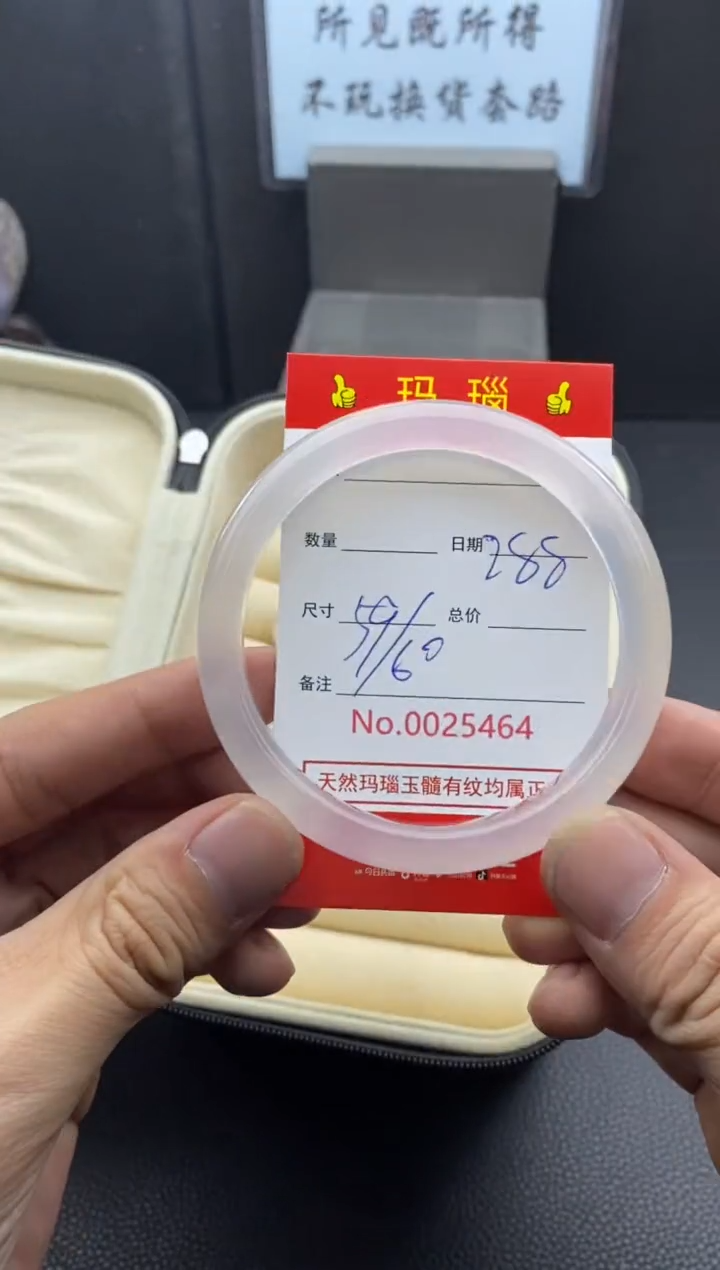 所见既所得
不玩换货套路
玛瑙
数量
日期 288
尺寸 59/60
总价
备注
No.0025464
天然玛瑙玉髓有纹均属正